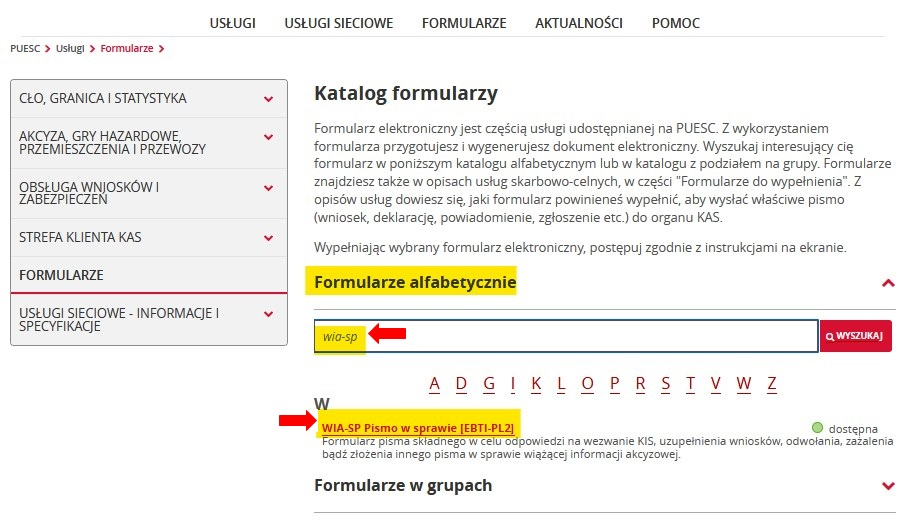 USŁUGI USŁUGI SIECIOWE FORMULARZE AKTUALNOŚCI POMOC
PUESC > Usługi > Formularze >
CŁO, GRANICA I STATYSTYKA
AKCYZA, GRY HAZARDOWE,
PRZEMIESZCZENIA I PRZEWOZY
OBSŁUGA WNIOSKÓW I
ZABEZPIECZEŃ
STREFA KLIENTA KAS
FORMULARZE
USŁUGI SIECIOWE - INFORMACJE I
SPECYFIKACJE
Katalog formularzy
Formularz elektroniczny jest częścią usługi udostępnianej na PUESC. Z wykorzystaniem
formularza przygotujesz i wygenerujesz dokument elektroniczny. Wyszukaj interesujący cię
formularz w poniższym katalogu alfabetycznym lub w katalogu z podziałem na grupy. Formularze
znajdziesz także w opisach usług skarbowo-celnych, w części "Formularze do wypełnienia". Z
opisów usług dowiesz się, jaki formularz powinieneś wypełnić, aby wysłać właściwe pismo
(wniosek, deklarację, powiadomienie, zgłoszenie etc.) do organu KAS.
Wypełniając wybrany formularz elektroniczny, postępuj zgodnie z instrukcjami na ekranie.
Formularze alfabetycznie
wia-sp
WYSZUKAJ
A D G I K L O P R S T V W Z
W
WIA-SP Pismo w sprawie [EBTI-PL2]
dostępna
Formularz pisma składnego w celu odpowiedzi na wezwanie KIS, uzupełnienia wniosków, odwołania, zażalenia
bądź złożenia innego pisma w sprawie wiążącej informacji akcyzowej.
Formularze w grupach